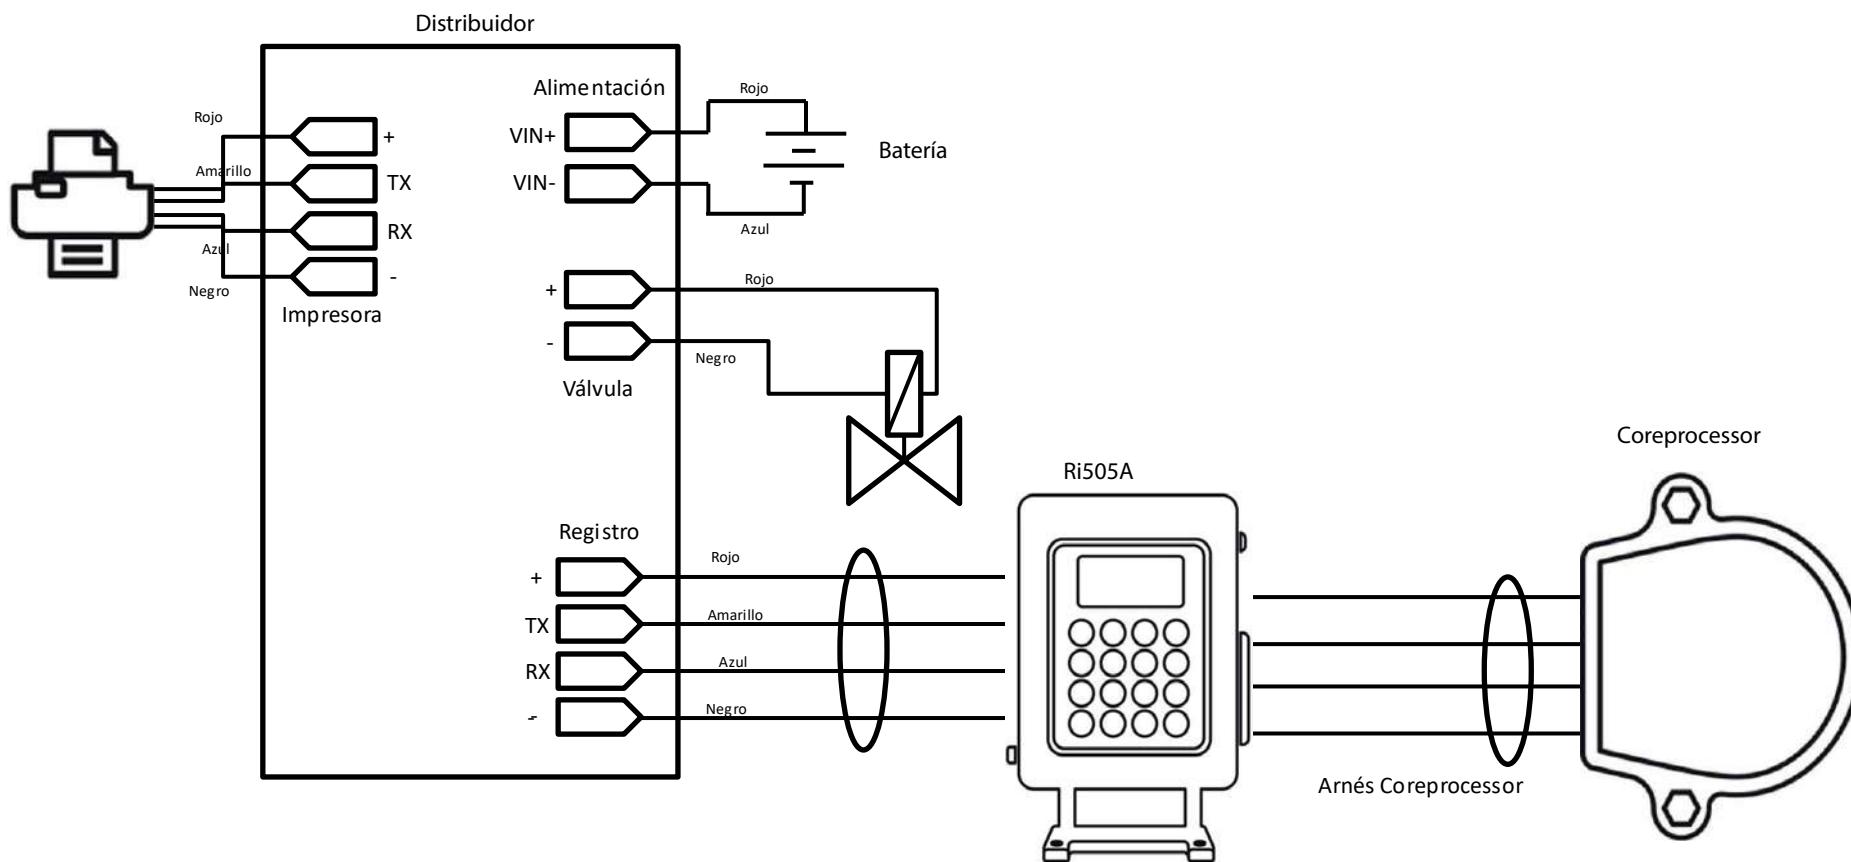 Distribuidor
Alimentación
Rojo
VIN+
Batería
VIN-
Azul
Rojo
+
Amarillo
TX
RX
Azul
-
Negro
Impresora
Rojo
+
-
Negro
Válvula
Coreprocessor
Ri505A
Registro
Rojo
+
TX
Amarillo
RX
Azul
-
Negro
Arnés Coreprocessor